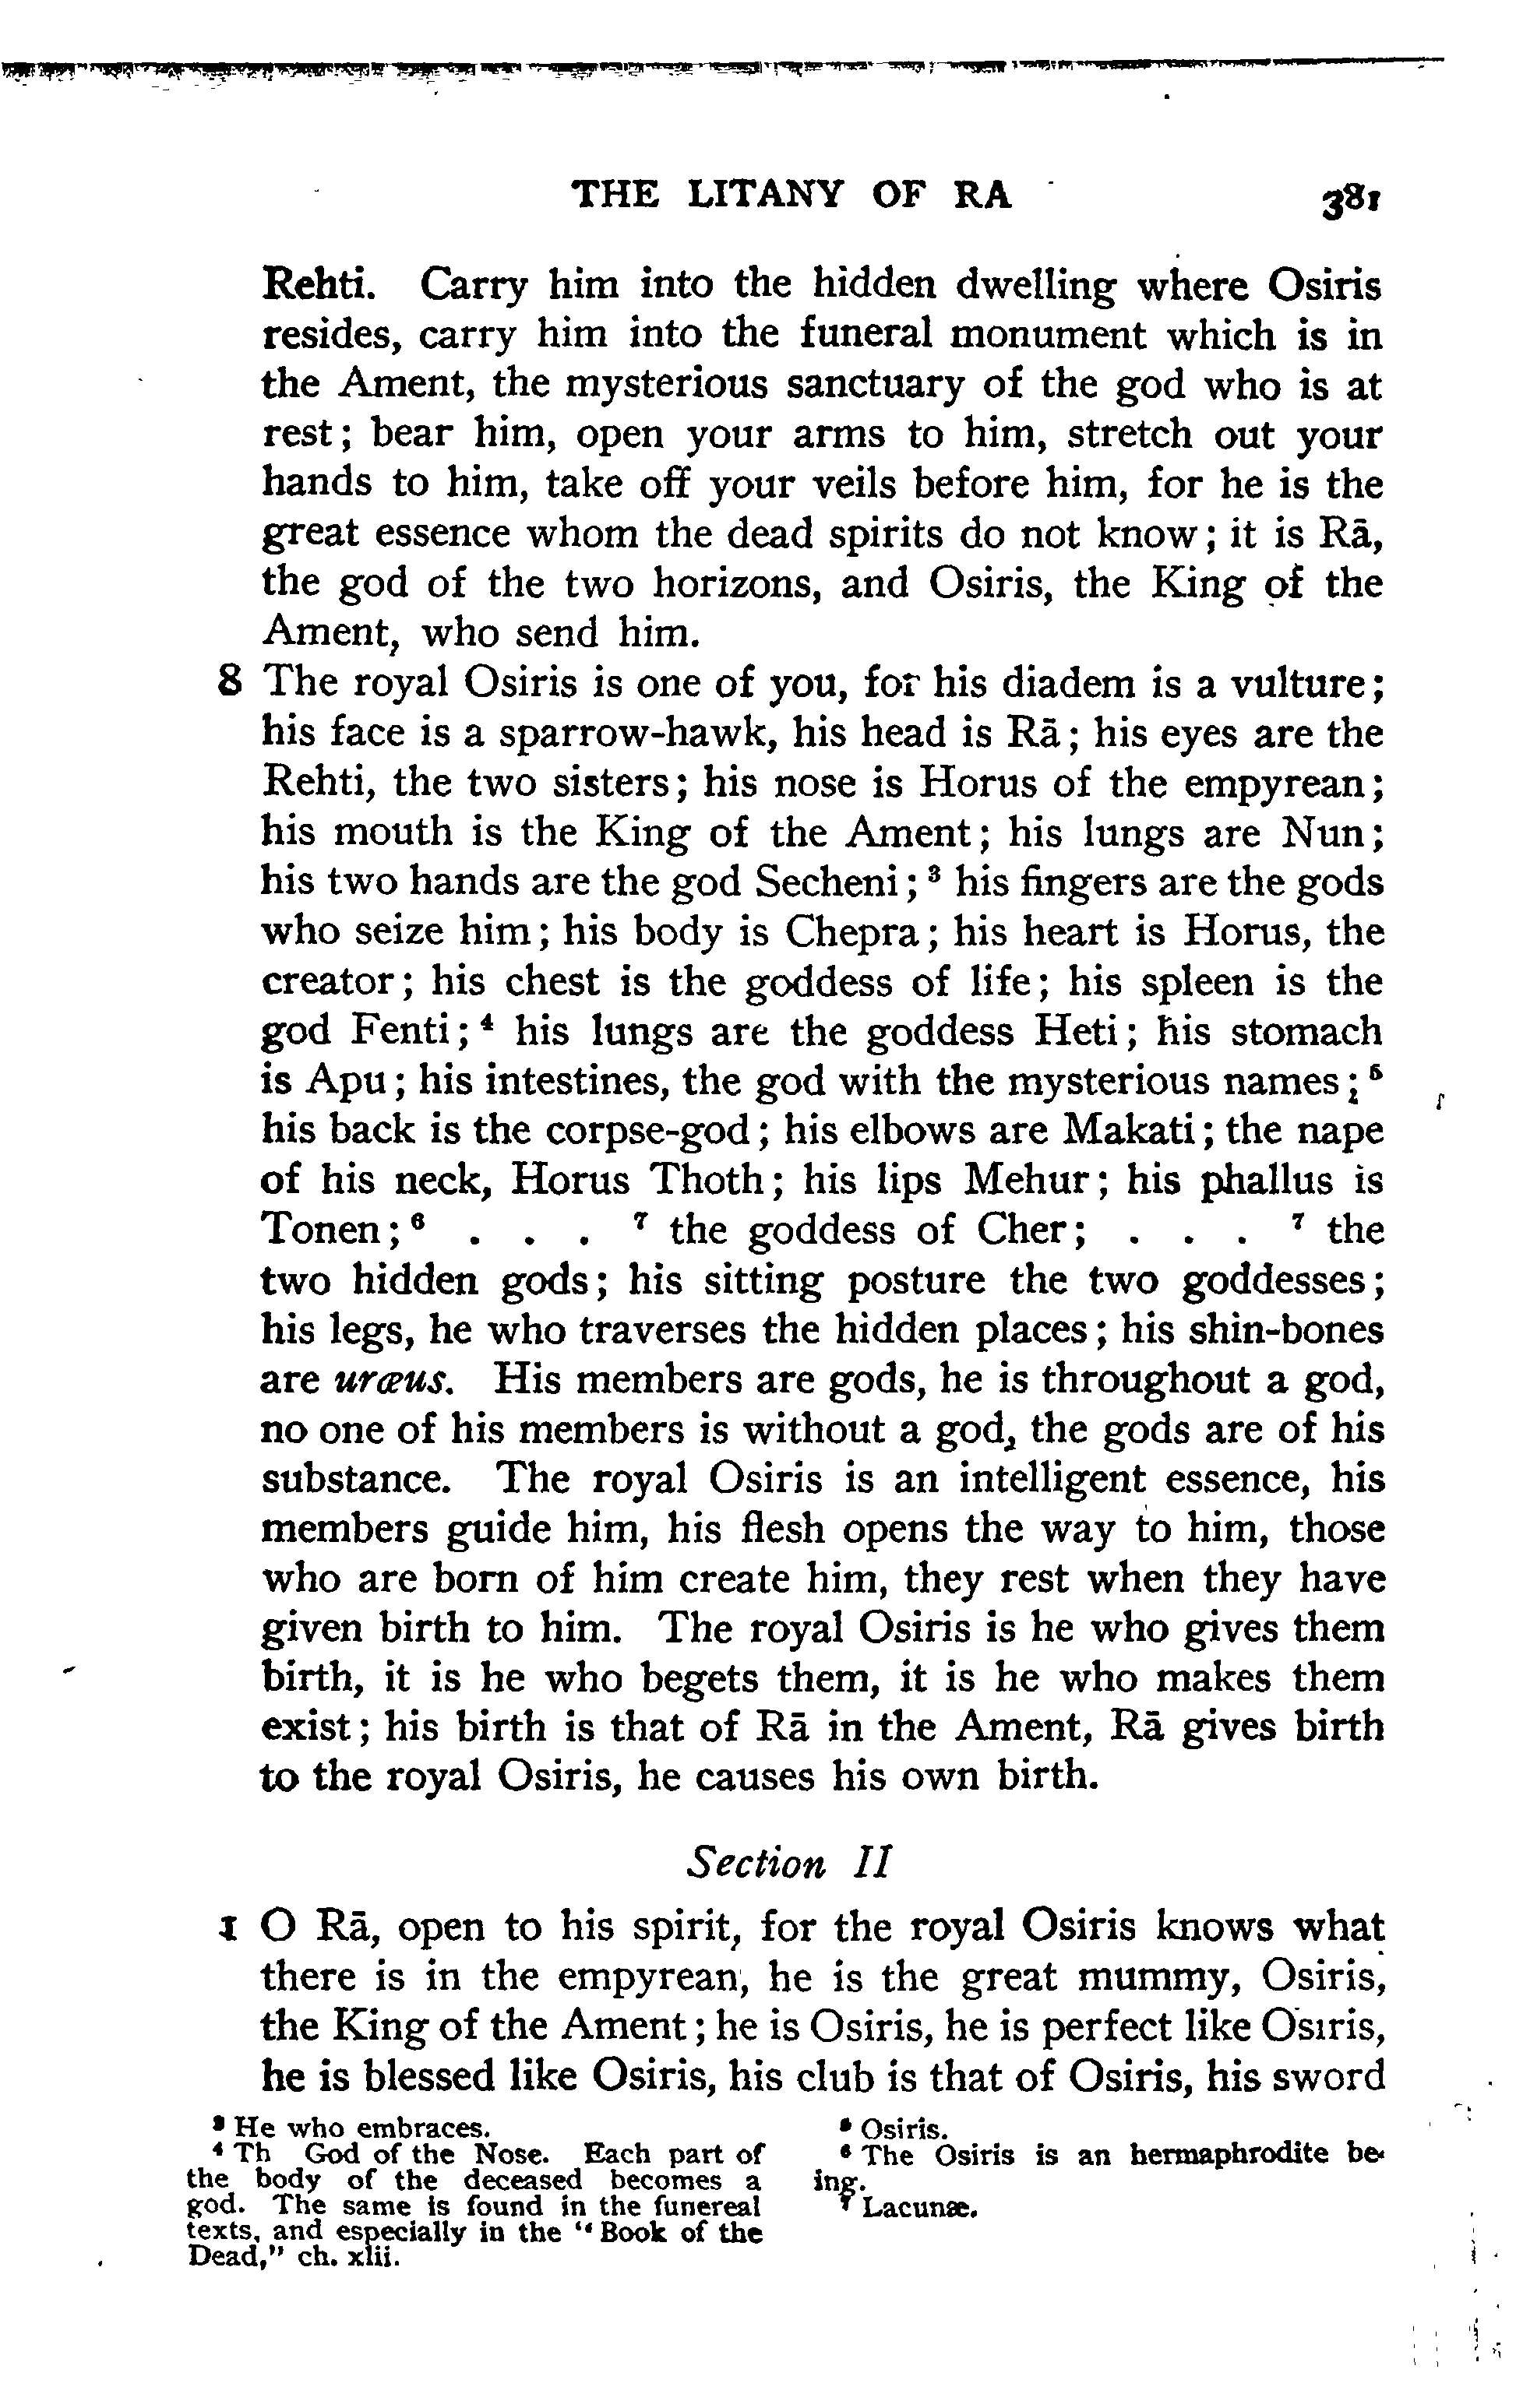 THE LITANY OF RA 381
Rehti. Carry him into the hidden dwelling where Osiris
resides, carry him into the funeral monument which is in
the Ament, the mysterious sanctuary of the god who is at
rest; bear him, open your arms to him, stretch out your
hands to him, take off your veils before him, for he is the
great essence whom the dead spirits do not know; it is Rā,
the god of the two horizons, and Osiris, the King of the
Ament, who send him.
8 The royal Osiris is one of you, for his diadem is a vulture;
his face is a sparrow-hawk, his head is Rā; his eyes are the
Rehti, the two sisters; his nose is Horus of the empyrean;
his mouth is the King of the Ament; his lungs are Nun;
his two hands are the god Secheni;³ his fingers are the gods
who seize him; his body is Chepra; his heart is Horus, the
creator; his chest is the goddess of life; his spleen is the
god Fenti;⁴ his lungs are the goddess Heti; his stomach
is Apu; his intestines, the god with the mysterious names;⁵
his back is the corpse-god; his elbows are Makati; the nape
of his neck, Horus Thoth; his lips Mehur; his phallus is
Tonen;⁶ . . . ⁷ the goddess of Cher; . . . ⁷ the
two hidden gods; his sitting posture the two goddesses;
his legs, he who traverses the hidden places; his shin-bones
are uræus. His members are gods, he is throughout a god,
no one of his members is without a god, the gods are of his
substance. The royal Osiris is an intelligent essence, his
members guide him, his flesh opens the way to him, those
who are born of him create him, they rest when they have
given birth to him. The royal Osiris is he who gives them
birth, it is he who begets them, it is he who makes them
exist; his birth is that of Rā in the Ament, Rā gives birth
to the royal Osiris, he causes his own birth.
Section II
1 O Rā, open to his spirit, for the royal Osiris knows what
there is in the empyrean, he is the great mummy, Osiris,
the King of the Ament; he is Osiris, he is perfect like Osiris,
he is blessed like Osiris, his club is that of Osiris, his sword
³ He who embraces.
⁴ Th God of the Nose. Each part of
the body of the deceased becomes a
god. The same is found in the funereal
texts, and especially in the "Book of the
Dead," ch. xlii.
⁵ Osiris.
⁶ The Osiris is an hermaphrodite be-
ing.
⁷ Lacunæ.